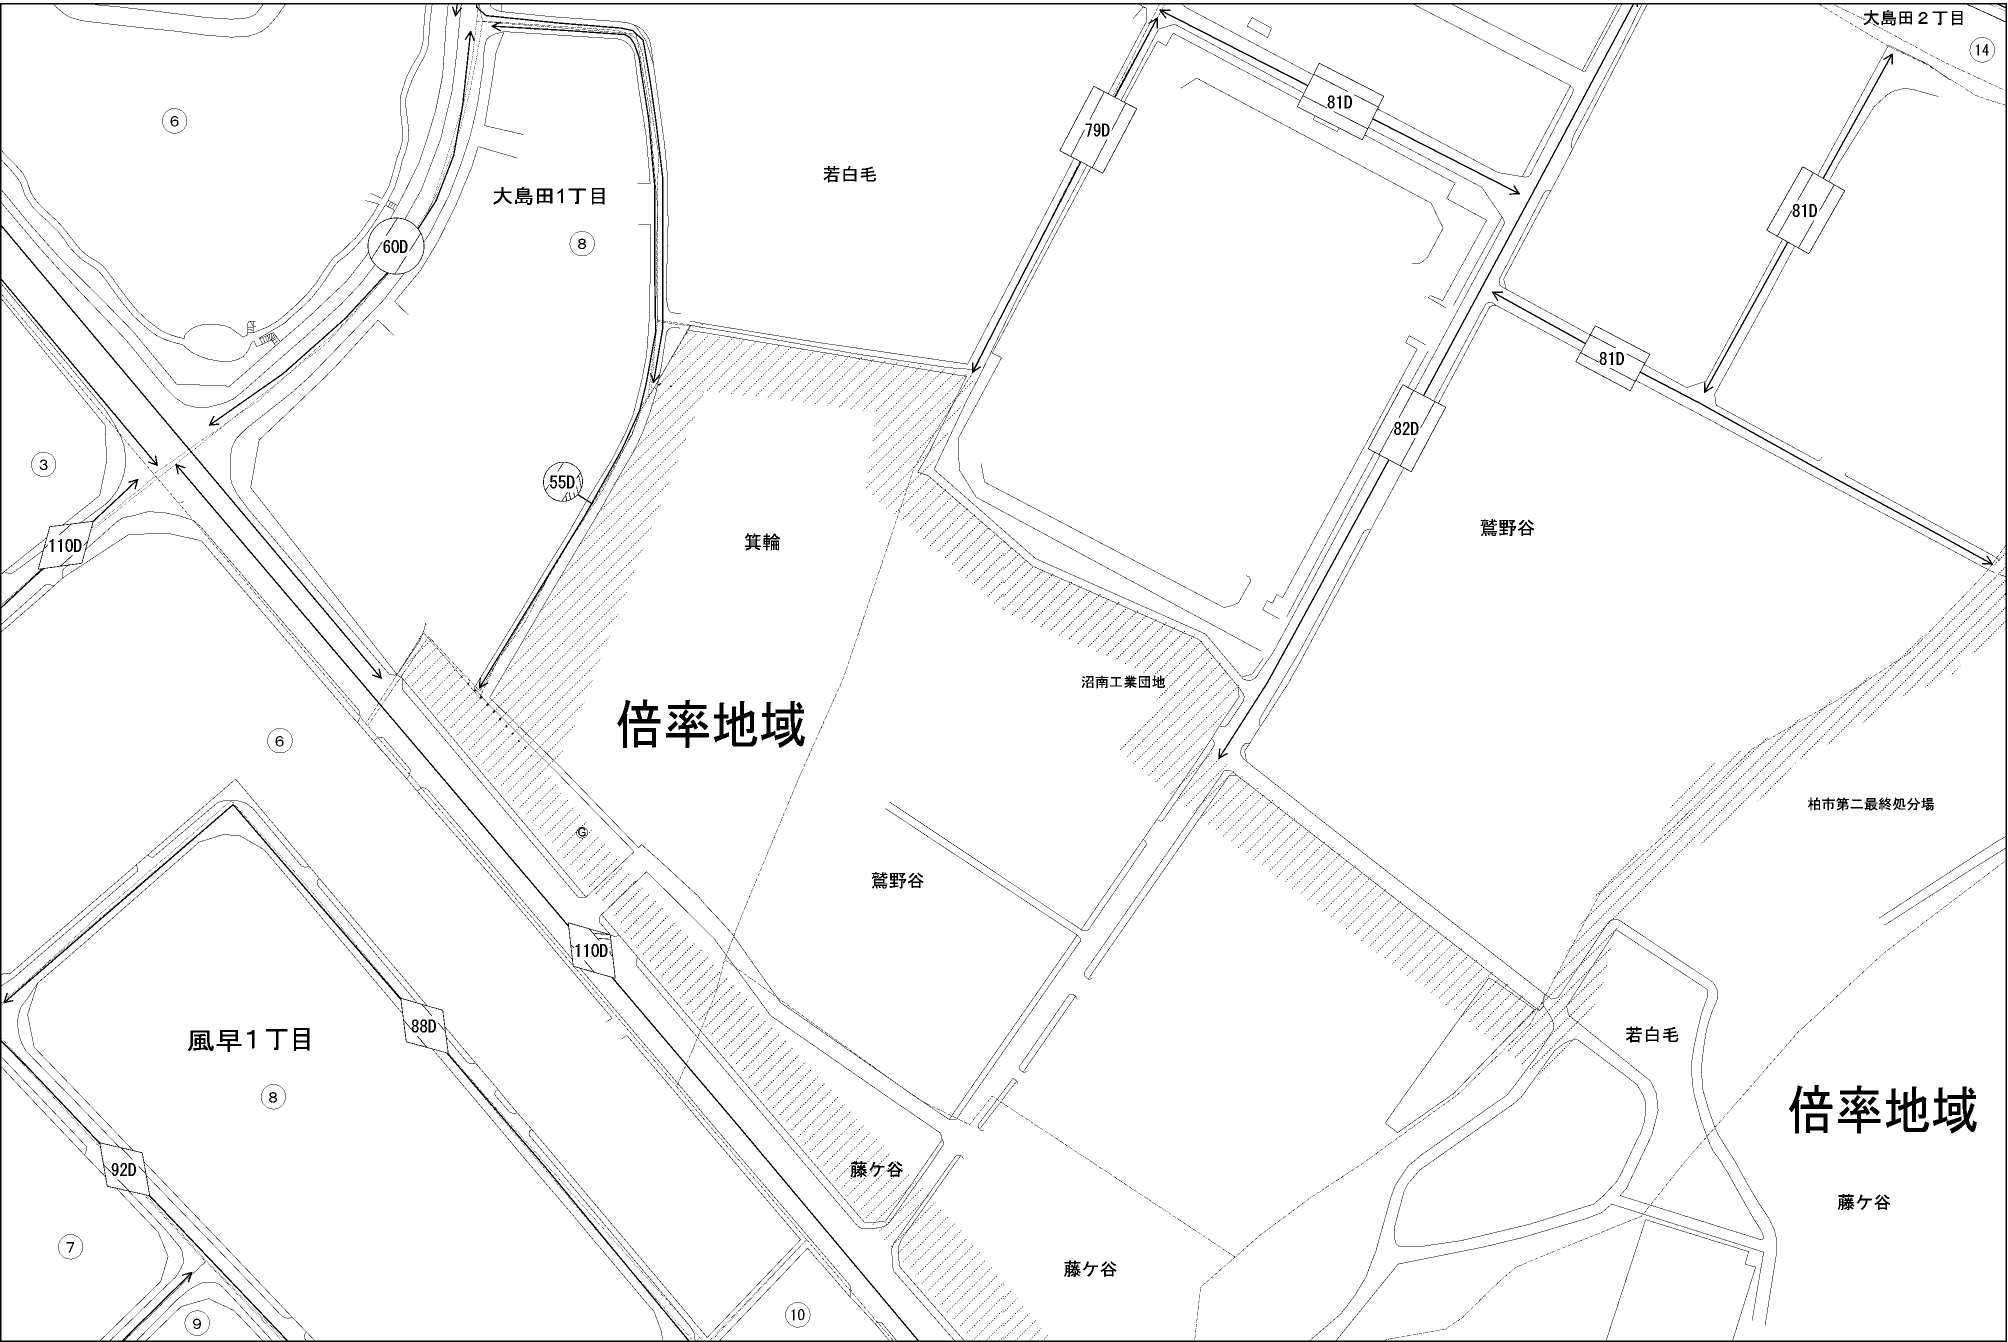 大島田２丁目
14
6
81D
79D
若白毛
大島田1丁目
81D
8
60D
81D
82D
3
55D
鷲野谷
箕輪
110D
沼南工業団地
倍率地域
6
柏市第二最終処分場
G
鷲野谷
110D
88D
若白毛
風早１丁目
8
倍率地域
92D
藤ケ谷
藤ケ谷
7
藤ケ谷
10
9